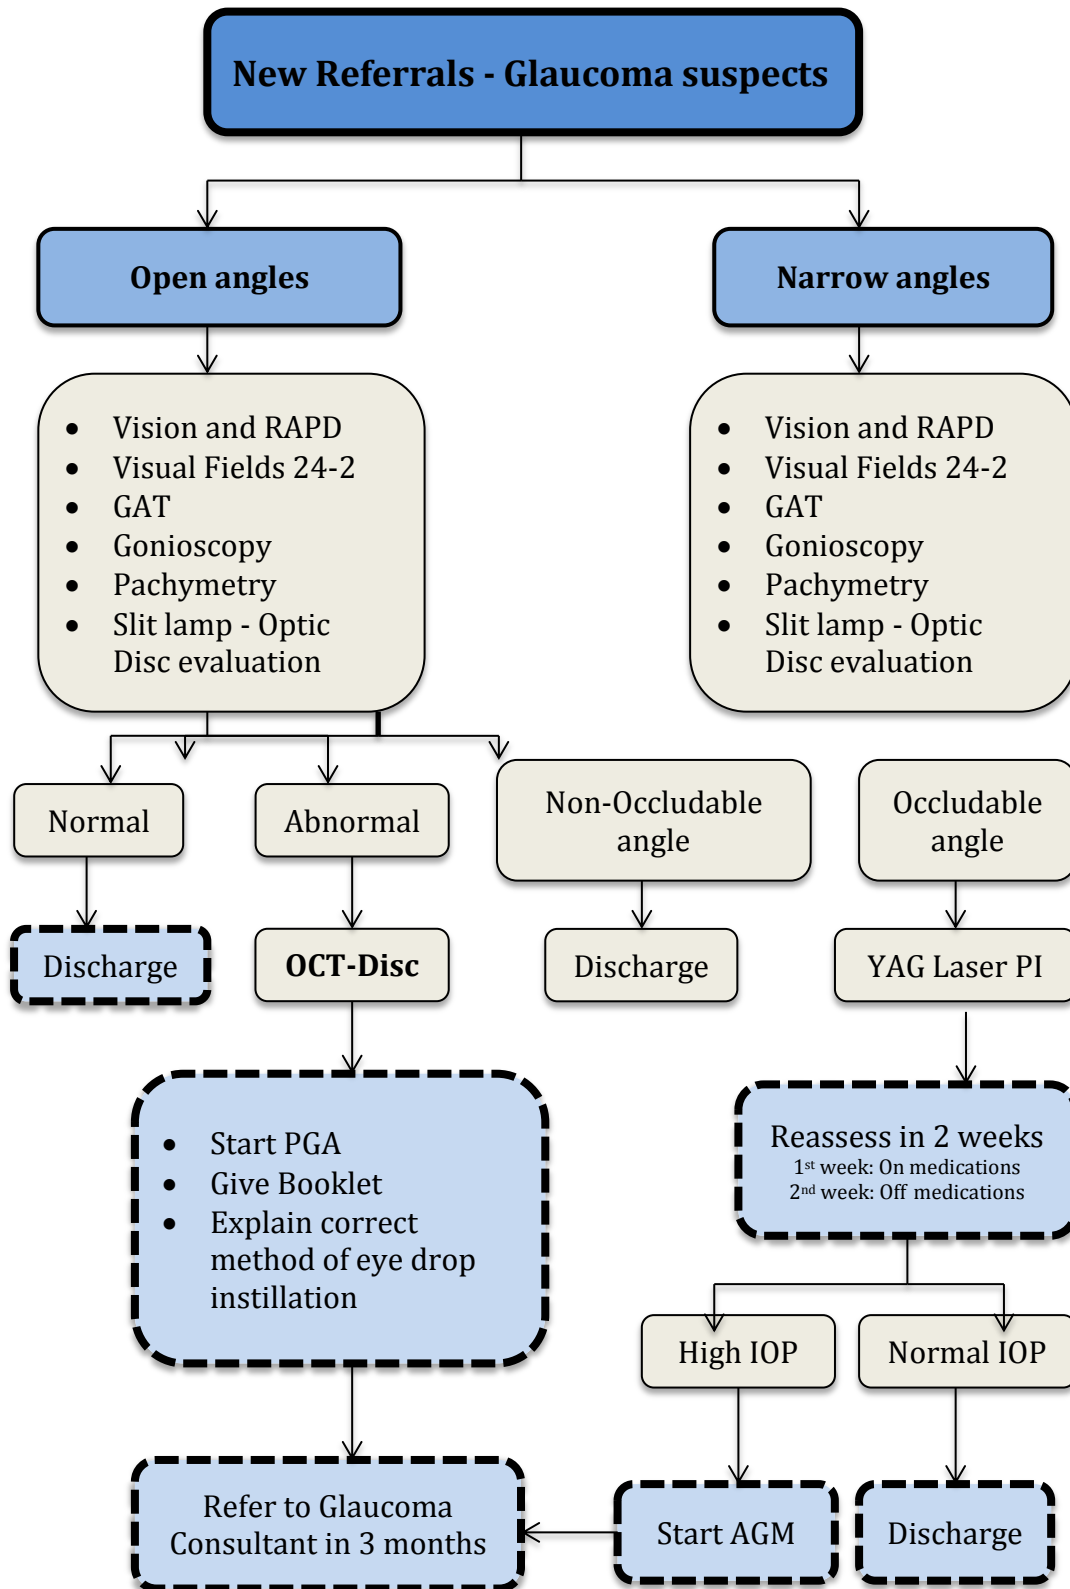 New Referrals - Glaucoma suspects
Open angles
Narrow angles
• Vision and RAPD
• Visual Fields 24-2
• GAT
• Gonioscopy
• Pachymetry
• Slit lamp - Optic
Disc evaluation
• Vision and RAPD
• Visual Fields 24-2
• GAT
• Gonioscopy
• Pachymetry
• Slit lamp - Optic
Disc evaluation
Normal
Abnormal
Non-Occludable
angle
Occludable
angle
Discharge
OCT-Disc
Discharge
YAG Laser PI
• Start PGA
• Give Booklet
• Explain correct
method of eye drop
instillation
Reassess in 2 weeks
1st week: On medications
2nd week: Off medications
High IOP
Normal IOP
Refer to Glaucoma
Consultant in 3 months
Start AGM
Discharge